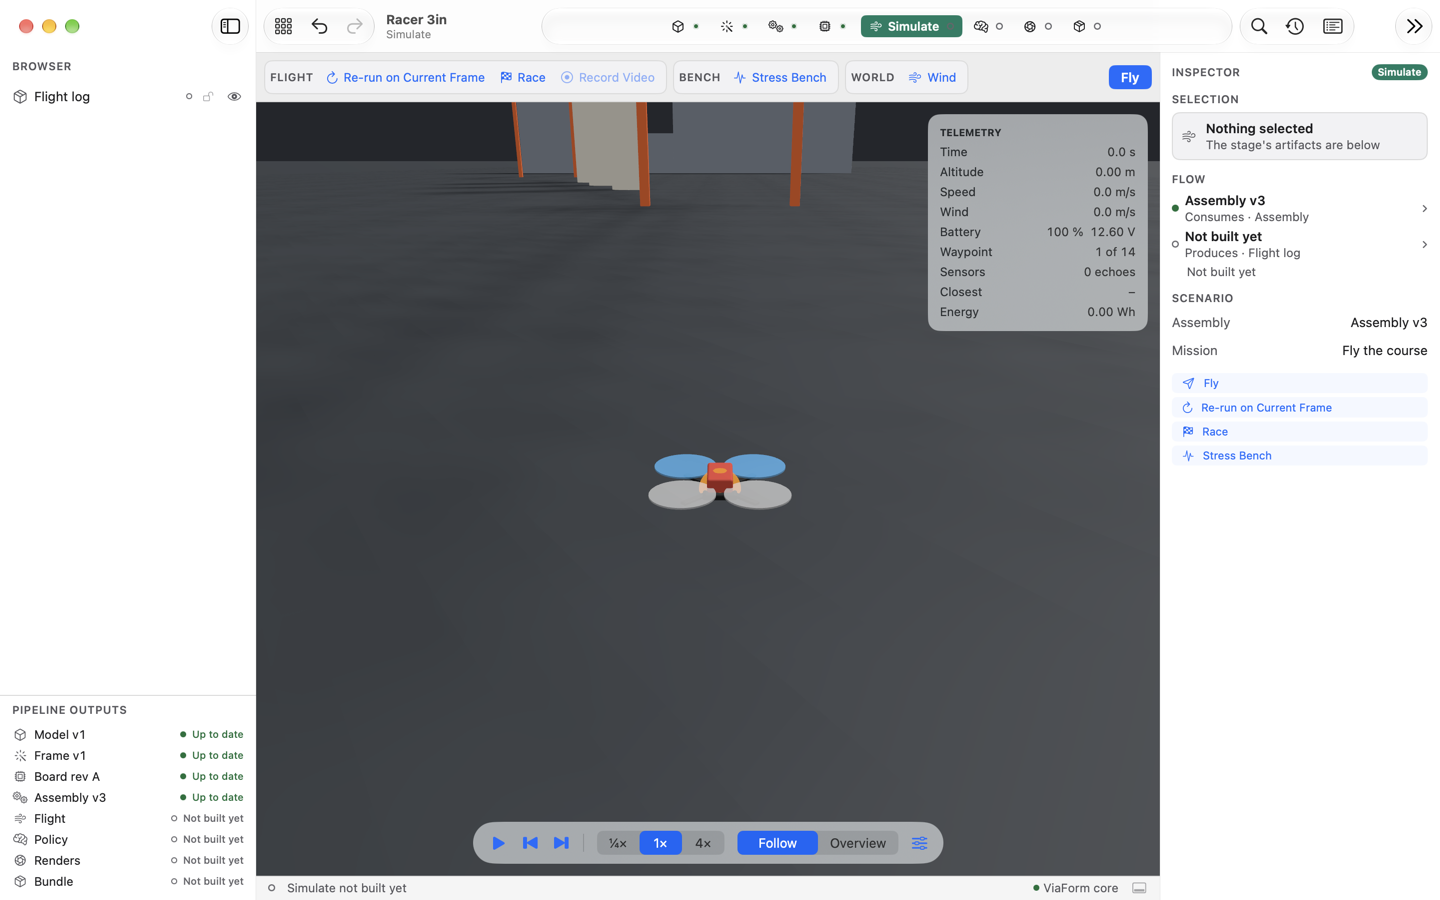 Racer 3in
Simulate
Simulate
BROWSER
Flight log
FLIGHT Re-run on Current Frame Race Record Video BENCH Stress Bench WORLD Wind Fly
TELEMETRY
Time 0.0 s
Altitude 0.00 m
Speed 0.0 m/s
Wind 0.0 m/s
Battery 100 % 12.60 V
Waypoint 1 of 14
Sensors 0 echoes
Closest –
Energy 0.00 Wh
INSPECTOR Simulate
SELECTION
Nothing selected
The stage's artifacts are below
FLOW
Assembly v3
Consumes · Assembly
Not built yet
Produces · Flight log
Not built yet
SCENARIO
Assembly Assembly v3
Mission Fly the course
Fly
Re-run on Current Frame
Race
Stress Bench
PIPELINE OUTPUTS
Model v1 Up to date
Frame v1 Up to date
Board rev A Up to date
Assembly v3 Up to date
Flight Not built yet
Policy Not built yet
Renders Not built yet
Bundle Not built yet
¼× 1× 4× Follow Overview
Simulate not built yet ViaForm core